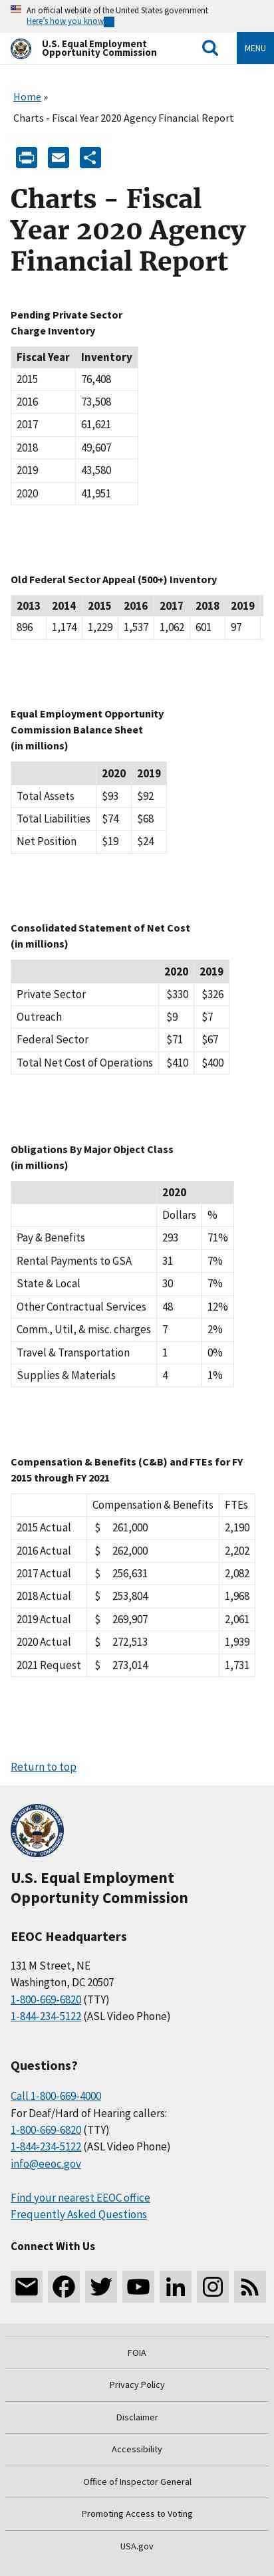 An official website of the United States government
Here's how you know
U.S. Equal Employment
Opportunity Commission
MENU
Home »
Charts - Fiscal Year 2020 Agency Financial Report
Charts - Fiscal
Year 2020 Agency
Financial Report
Pending Private Sector
Charge Inventory
Fiscal Year Inventory
2015 76,408
2016 73,508
2017 61,621
2018 49,607
2019 43,580
2020 41,951
Old Federal Sector Appeal (500+) Inventory
2013 2014 2015 2016 2017 2018 2019
896 1,174 1,229 1,537 1,062 601 97
Equal Employment Opportunity
Commission Balance Sheet
(in millions)
2020 2019
Total Assets $93 $92
Total Liabilities $74 $68
Net Position $19 $24
Consolidated Statement of Net Cost
(in millions)
2020 2019
Private Sector $330 $326
Outreach $9 $7
Federal Sector $71 $67
Total Net Cost of Operations $410 $400
Obligations By Major Object Class
(in millions)
2020
Dollars %
Pay & Benefits 293 71%
Rental Payments to GSA 31 7%
State & Local 30 7%
Other Contractual Services 48 12%
Comm., Util, & misc. charges 7 2%
Travel & Transportation 1 0%
Supplies & Materials 4 1%
Compensation & Benefits (C&B) and FTEs for FY
2015 through FY 2021
Compensation & Benefits FTEs
2015 Actual $ 261,000 2,190
2016 Actual $ 262,000 2,202
2017 Actual $ 256,631 2,082
2018 Actual $ 253,804 1,968
2019 Actual $ 269,907 2,061
2020 Actual $ 272,513 1,939
2021 Request $ 273,014 1,731
Return to top
U.S. Equal Employment
Opportunity Commission
EEOC Headquarters
131 M Street, NE
Washington, DC 20507
1-800-669-6820 (TTY)
1-844-234-5122 (ASL Video Phone)
Questions?
Call 1-800-669-4000
For Deaf/Hard of Hearing callers:
1-800-669-6820 (TTY)
1-844-234-5122 (ASL Video Phone)
info@eeoc.gov
Find your nearest EEOC office
Frequently Asked Questions
Connect With Us
FOIA
Privacy Policy
Disclaimer
Accessibility
Office of Inspector General
Promoting Access to Voting
USA.gov